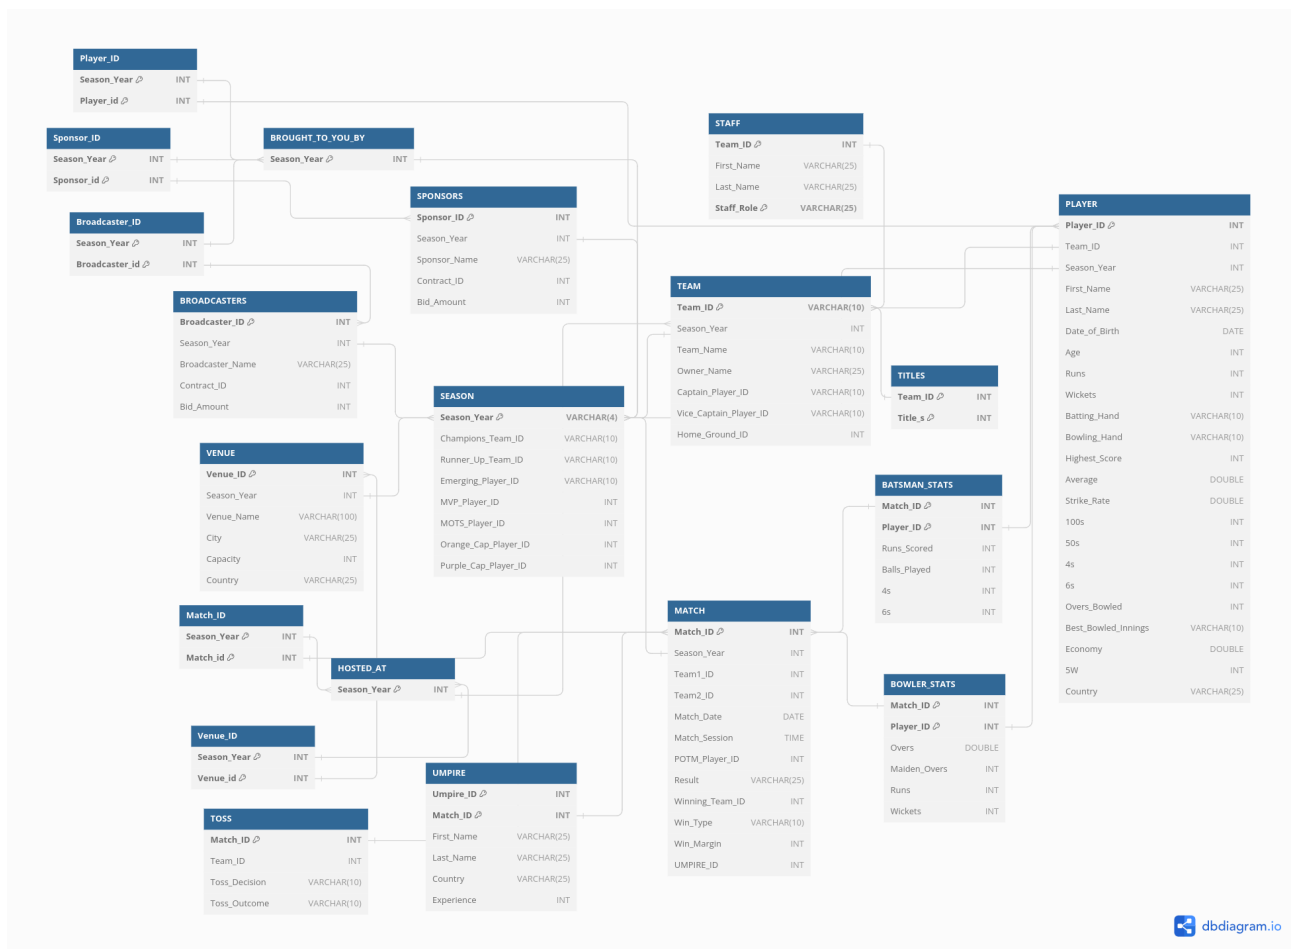 Player_ID
Season_Year INT
Player_id INT
Sponsor_ID
Season_Year INT
Sponsor_id INT
Broadcaster_ID
Season_Year INT
Broadcaster_id INT
BROUGHT_TO_YOU_BY
Season_Year INT
SPONSORS
Sponsor_ID INT
Season_Year INT
Sponsor_Name VARCHAR(25)
Contract_ID INT
Bid_Amount INT
BROADCASTERS
Broadcaster_ID INT
Season_Year INT
Broadcaster_Name VARCHAR(25)
Contract_ID INT
Bid_Amount INT
STAFF
Team_ID INT
First_Name VARCHAR(25)
Last_Name VARCHAR(25)
Staff_Role VARCHAR(25)
PLAYER
Player_ID INT
Team_ID INT
Season_Year INT
First_Name VARCHAR(25)
Last_Name VARCHAR(25)
Date_of_Birth DATE
Age INT
Runs INT
Wickets INT
Batting_Hand VARCHAR(10)
Bowling_Hand VARCHAR(10)
Highest_Score INT
Average DOUBLE
Strike_Rate DOUBLE
100s INT
50s INT
4s INT
6s INT
Overs_Bowled INT
Best_Bowled_Innings VARCHAR(10)
Economy DOUBLE
5W INT
Country VARCHAR(25)
TEAM
Team_ID VARCHAR(10)
Season_Year INT
Team_Name VARCHAR(10)
Owner_Name VARCHAR(25)
Captain_Player_ID VARCHAR(10)
Vice_Captain_Player_ID VARCHAR(10)
Home_Ground_ID INT
TITLES
Team_ID INT
Title_s INT
SEASON
Season_Year VARCHAR(4)
Champions_Team_ID VARCHAR(10)
Runner_Up_Team_ID VARCHAR(10)
Emerging_Player_ID VARCHAR(10)
MVP_Player_ID INT
MOTS_Player_ID INT
Orange_Cap_Player_ID INT
Purple_Cap_Player_ID INT
VENUE
Venue_ID INT
Season_Year INT
Venue_Name VARCHAR(100)
City VARCHAR(25)
Capacity INT
Country VARCHAR(25)
BATSMAN_STATS
Match_ID INT
Player_ID INT
Runs_Scored INT
Balls_Played INT
4s INT
6s INT
Match_ID
Season_Year INT
Match_id INT
HOSTED_AT
Season_Year INT
MATCH
Match_ID INT
Season_Year INT
Team1_ID INT
Team2_ID INT
Match_Date DATE
Match_Session TIME
POTM_Player_ID INT
Result VARCHAR(25)
Winning_Team_ID INT
Win_Type VARCHAR(10)
Win_Margin INT
UMPIRE_ID INT
BOWLER_STATS
Match_ID INT
Player_ID INT
Overs DOUBLE
Maiden_Overs INT
Runs INT
Wickets INT
Venue_ID
Season_Year INT
Venue_id INT
UMPIRE
Umpire_ID INT
Match_ID INT
First_Name VARCHAR(25)
Last_Name VARCHAR(25)
Country VARCHAR(25)
Experience INT
TOSS
Match_ID INT
Team_ID INT
Toss_Decision VARCHAR(10)
Toss_Outcome VARCHAR(10)
dbdiagram.io